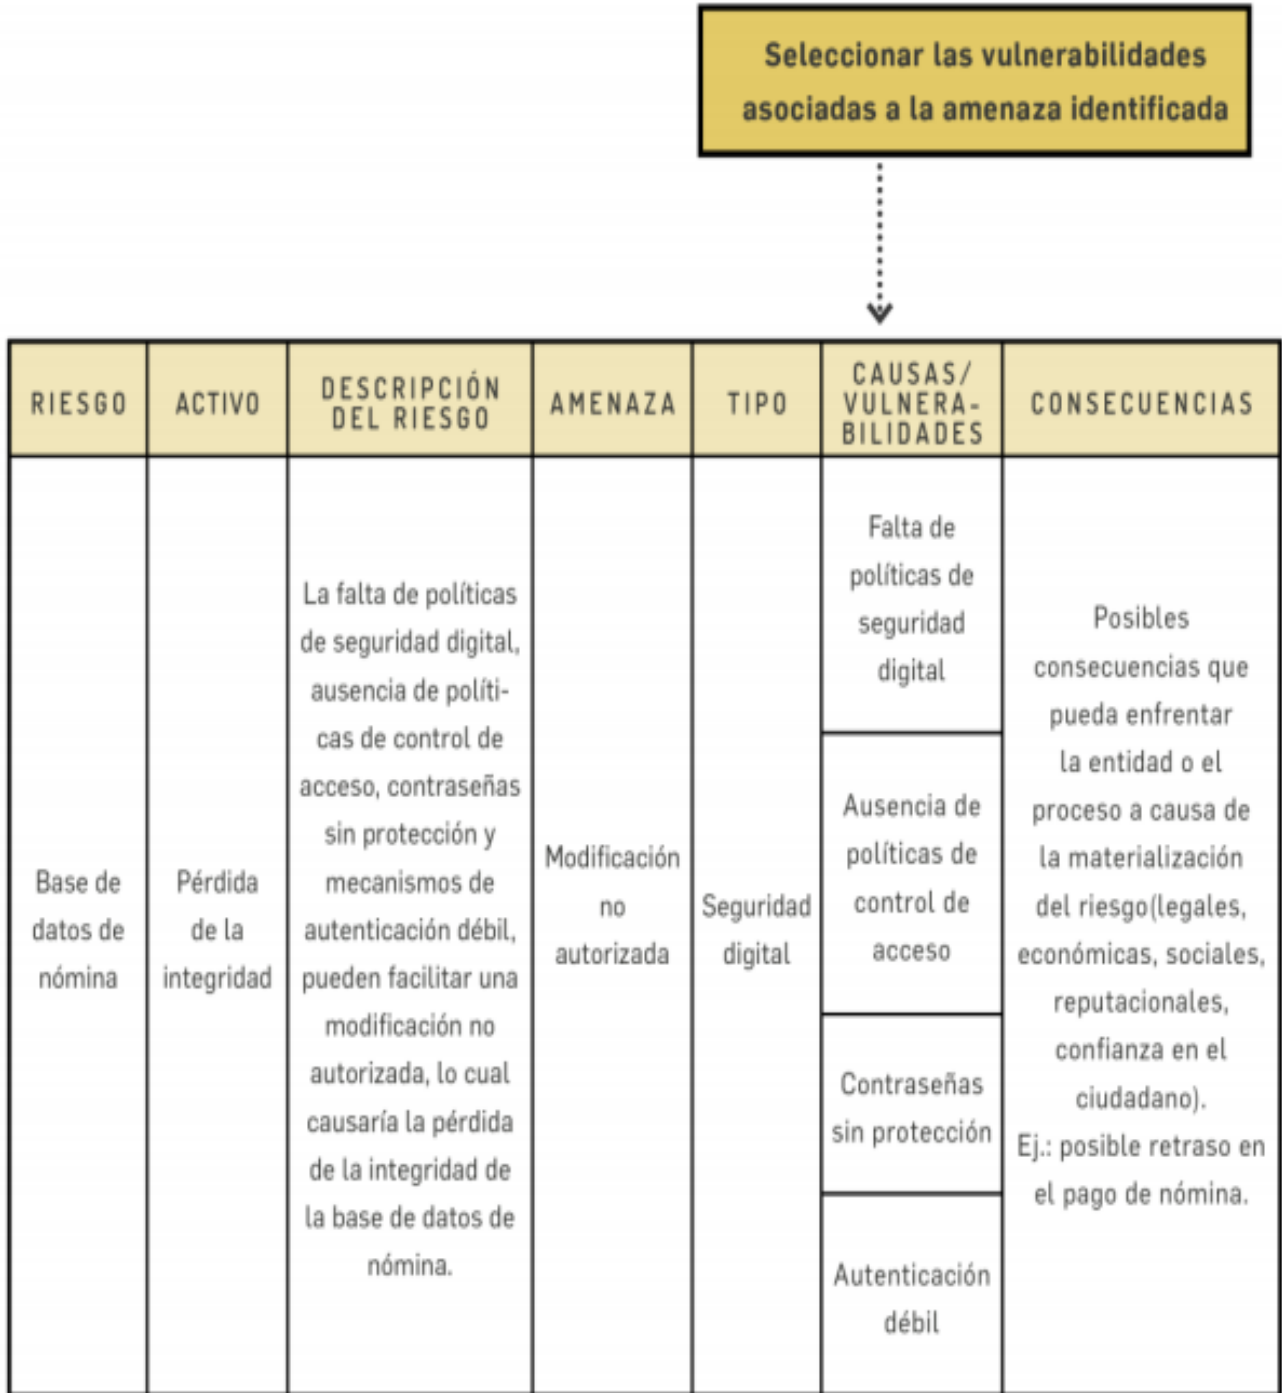 Seleccionar las vulnerabilidades
asociadas a la amenaza identificada
RIESGO
ACTIVO
DESCRIPCIÓN
DEL RIESGO
AMENAZA
TIPO
CAUSAS/
VULNERA-
BILIDADES
CONSECUENCIAS
Base de
datos de
nómina
Pérdida
de la
integridad
La falta de políticas
de seguridad digital,
ausencia de políti-
cas de control de
acceso, contraseñas
sin protección y
mecanismos de
autenticación débil,
pueden facilitar una
modificación no
autorizada, lo cual
causaría la pérdida
de la integridad de
la base de datos de
nómina.
Modificación
no
autorizada
Seguridad
digital
Falta de
políticas de
seguridad
digital
Ausencia de
políticas de
control de
acceso
Contraseñas
sin protección
Autenticación
débil
Posibles
consecuencias que
pueda enfrentar
la entidad o el
proceso a causa de
la materialización
del riesgo(legales,
económicas, sociales,
reputacionales,
confianza en el
ciudadano).
Ej.: posible retraso en
el pago de nómina.